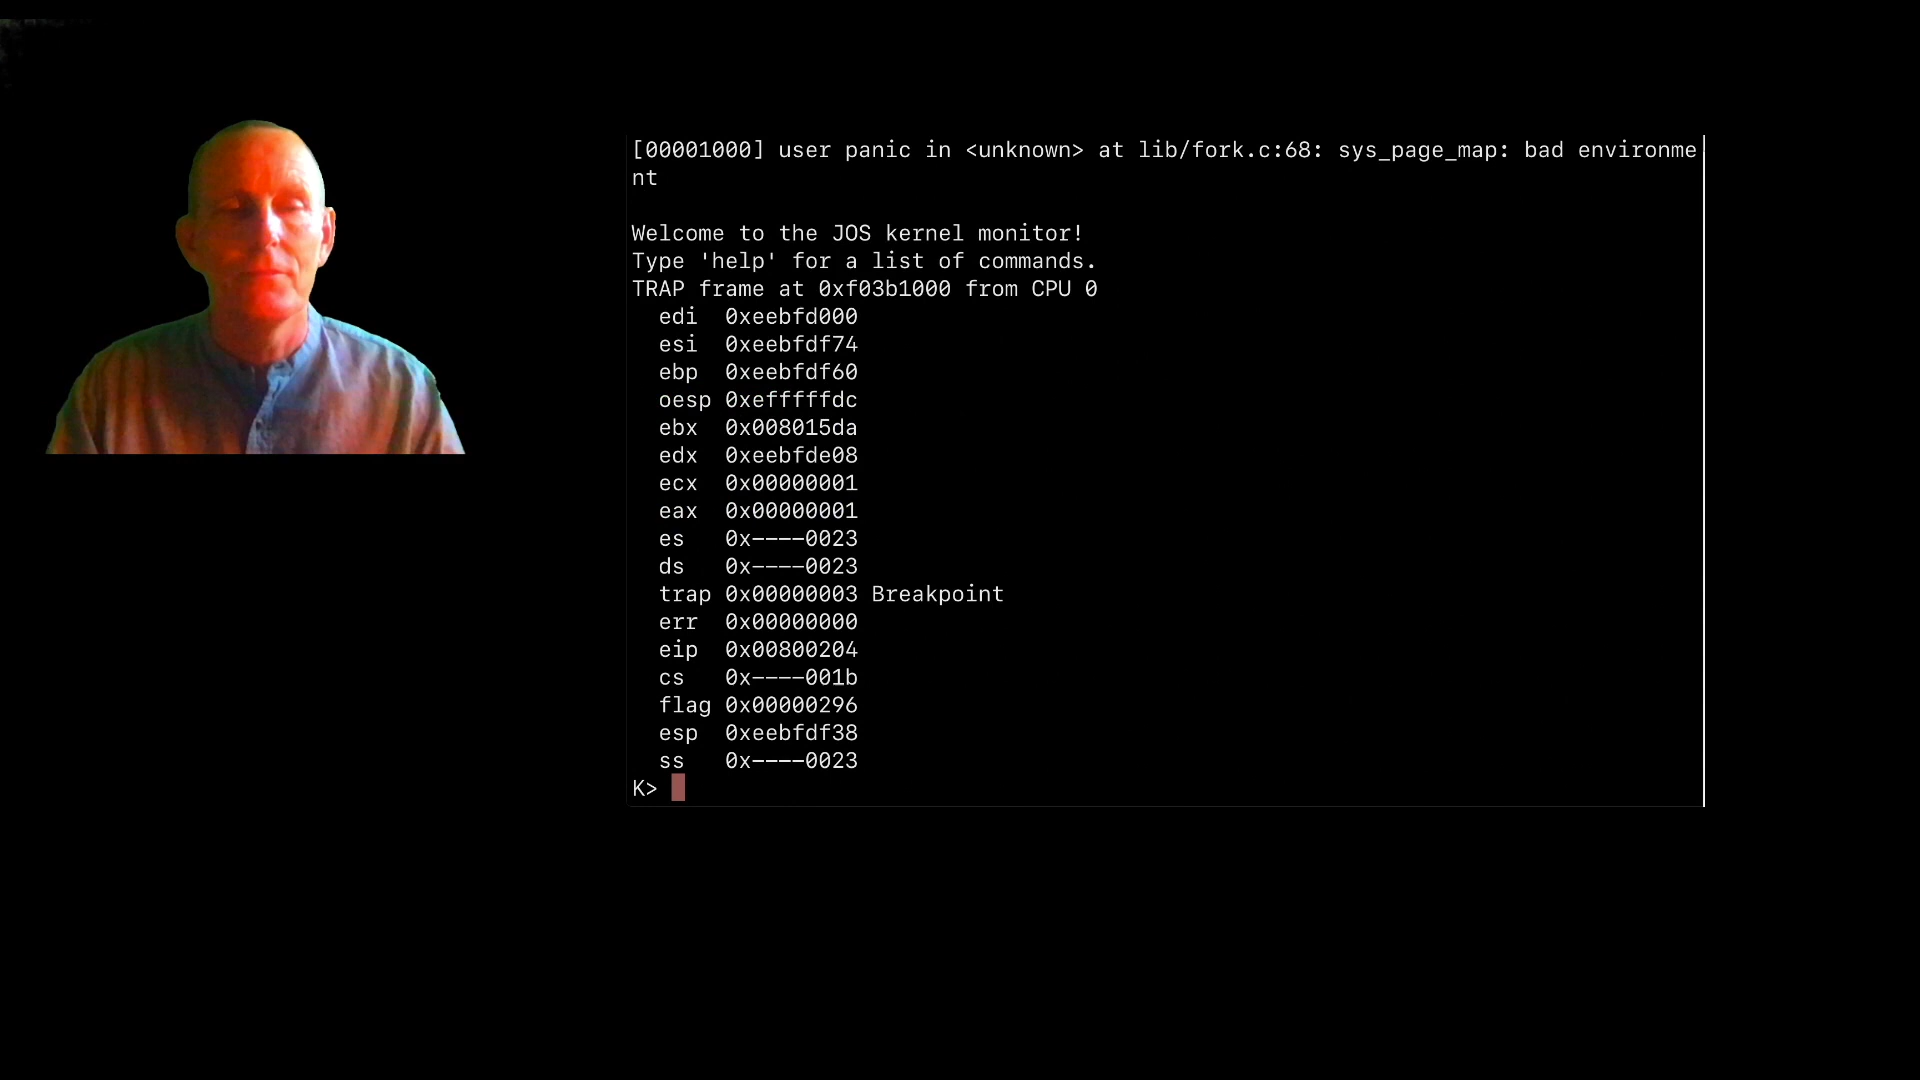 [00001000] user panic in <unknown> at lib/fork.c:68: sys_page_map: bad environme
nt
Welcome to the JOS kernel monitor!
Type 'help' for a list of commands.
TRAP frame at 0xf03b1000 from CPU 0
  edi  0xeebfd000
  esi  0xeebfdf74
  ebp  0xeebfdf60
  oesp 0xefffffdc
  ebx  0x008015da
  edx  0xeebfde08
  ecx  0x00000001
  eax  0x00000001
  es   0x----0023
  ds   0x----0023
  trap 0x00000003 Breakpoint
  err  0x00000000
  eip  0x00800204
  cs   0x----001b
  flag 0x00000296
  esp  0xeebfdf38
  ss   0x----0023
K>